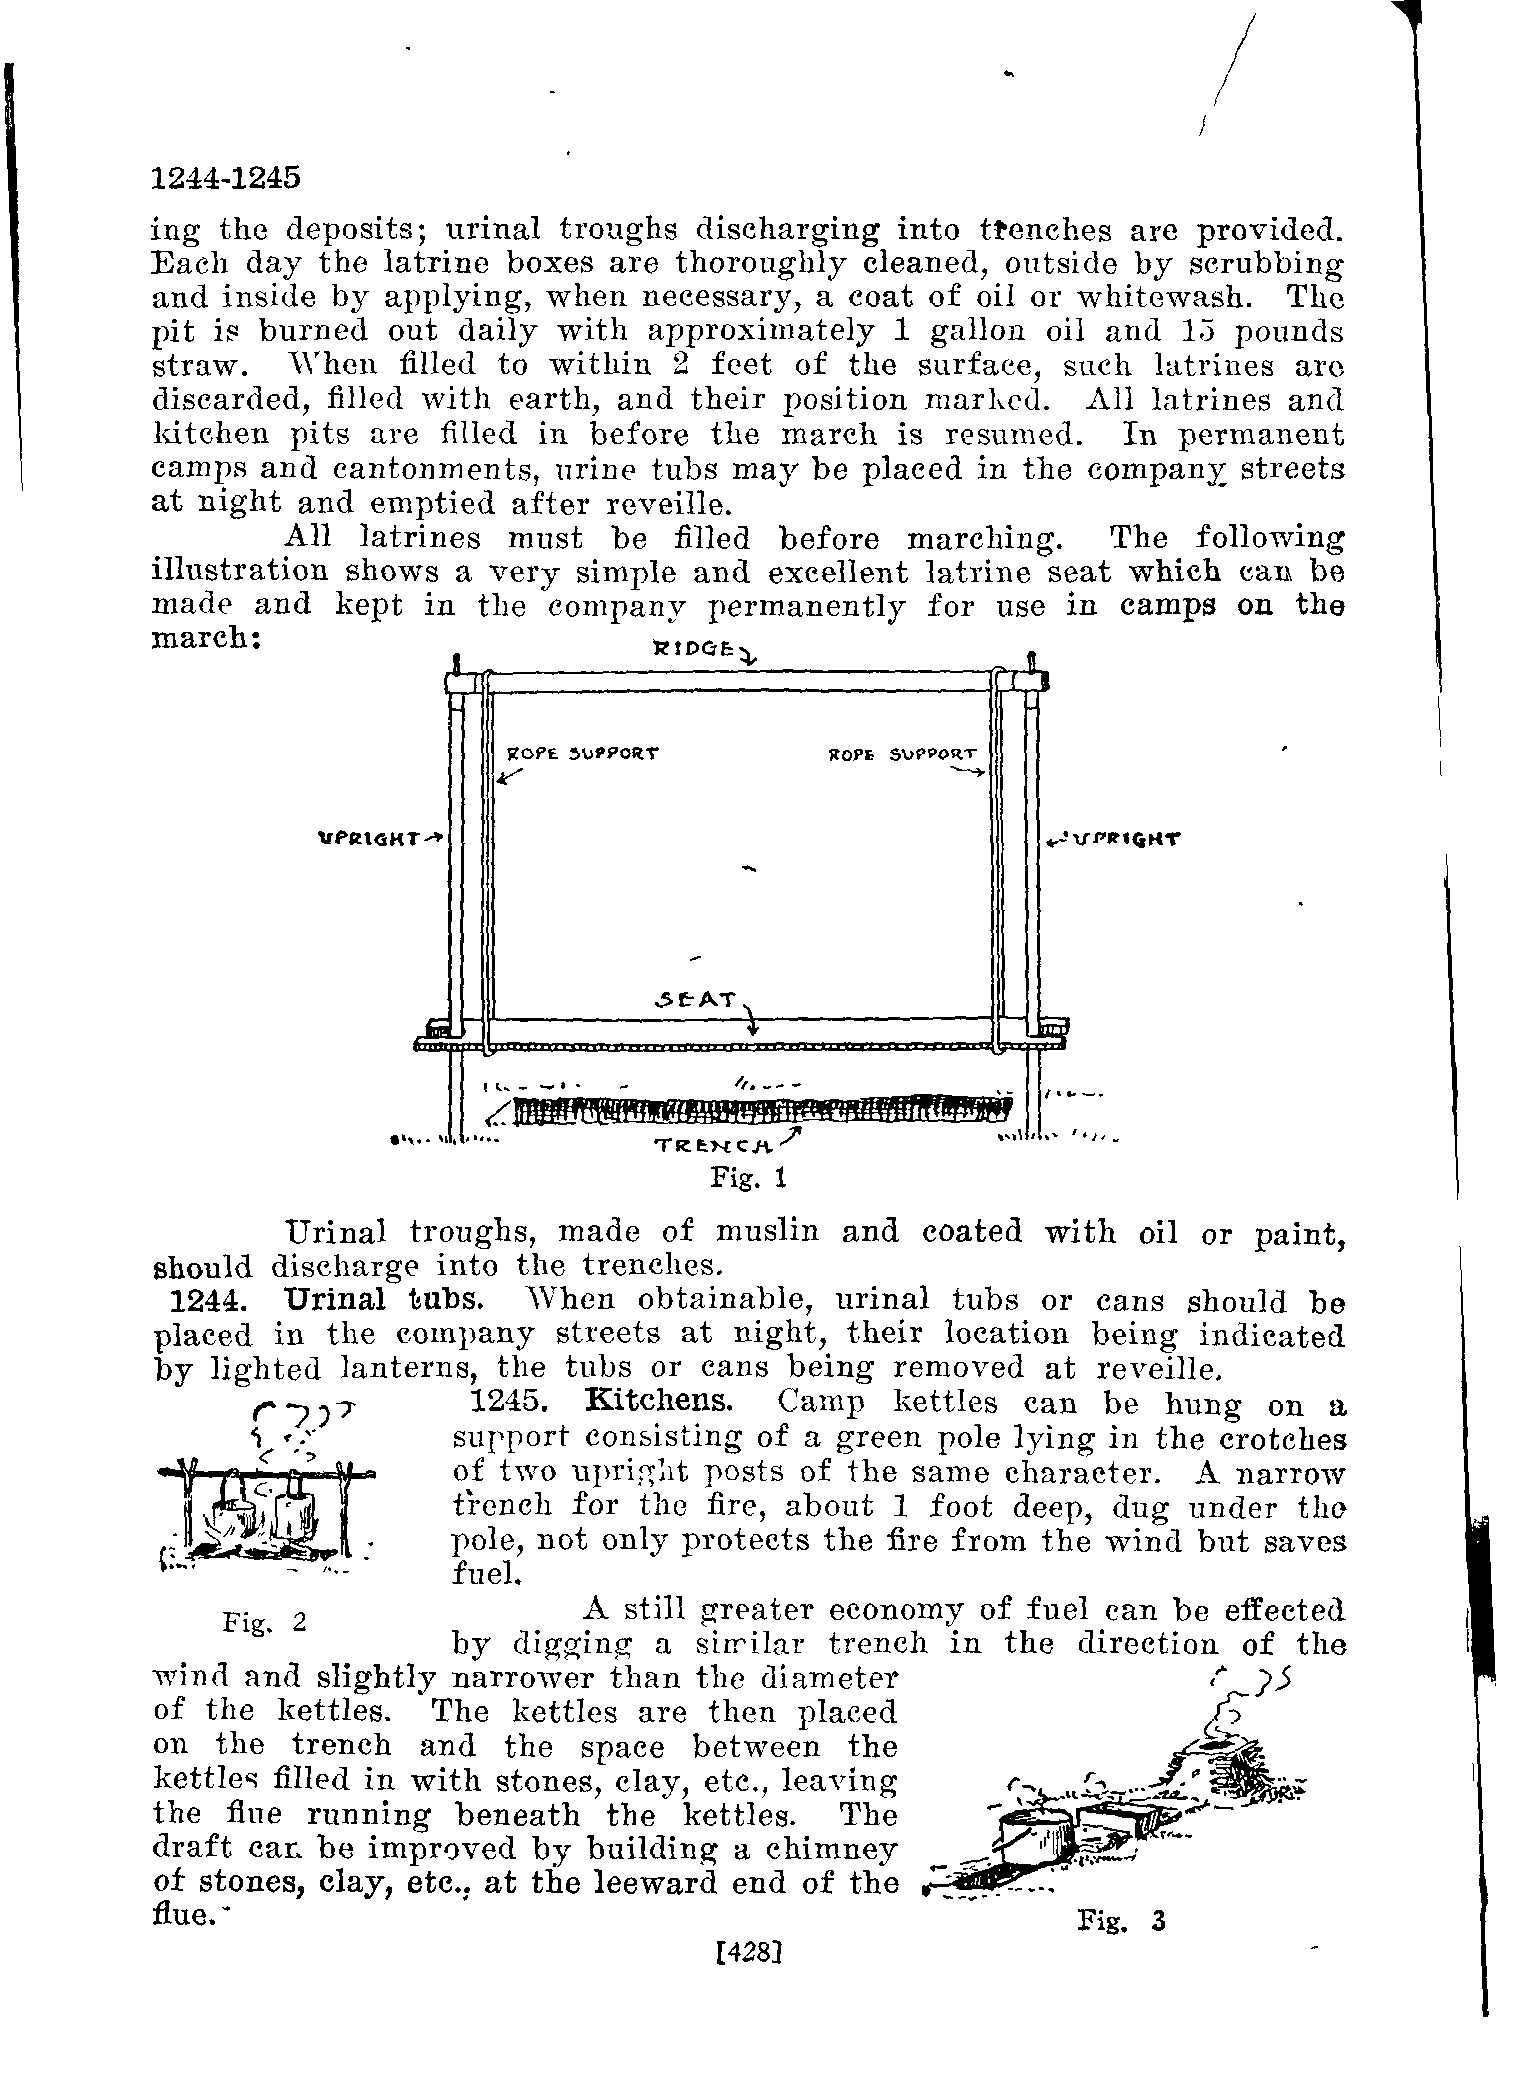 1244-1245
ing the deposits; urinal troughs discharging into trenches are provided.
Each day the latrine boxes are thoroughly cleaned, outside by scrubbing
and inside by applying, when necessary, a coat of oil or whitewash. The
pit is burned out daily with approximately 1 gallon oil and 15 pounds
straw. When filled to within 2 feet of the surface, such latrines are
discarded, filled with earth, and their position marked. All latrines and
kitchen pits are filled in before the march is resumed. In permanent
camps and cantonments, urine tubs may be placed in the company streets
at night and emptied after reveille.
All latrines must be filled before marching. The following
illustration shows a very simple and excellent latrine seat which can be
made and kept in the company permanently for use in camps on the
march:
RIDGE
ROPE SUPPORT ROPE SUPPORT
UPRIGHT UPRIGHT
SEAT
TRENCH
Fig. 1
Urinal troughs, made of muslin and coated with oil or paint,
should discharge into the trenches.
1244. Urinal tubs. When obtainable, urinal tubs or cans should be
placed in the company streets at night, their location being indicated
by lighted lanterns, the tubs or cans being removed at reveille.
1245. Kitchens. Camp kettles can be hung on a
support consisting of a green pole lying in the crotches
of two upright posts of the same character. A narrow
trench for the fire, about 1 foot deep, dug under the
pole, not only protects the fire from the wind but saves
fuel.
Fig. 2
A still greater economy of fuel can be effected
by digging a similar trench in the direction of the
wind and slightly narrower than the diameter
of the kettles. The kettles are then placed
on the trench and the space between the
kettles filled in with stones, clay, etc., leaving
the flue running beneath the kettles. The
draft can be improved by building a chimney
of stones, clay, etc., at the leeward end of the
flue.
Fig. 3
[428]